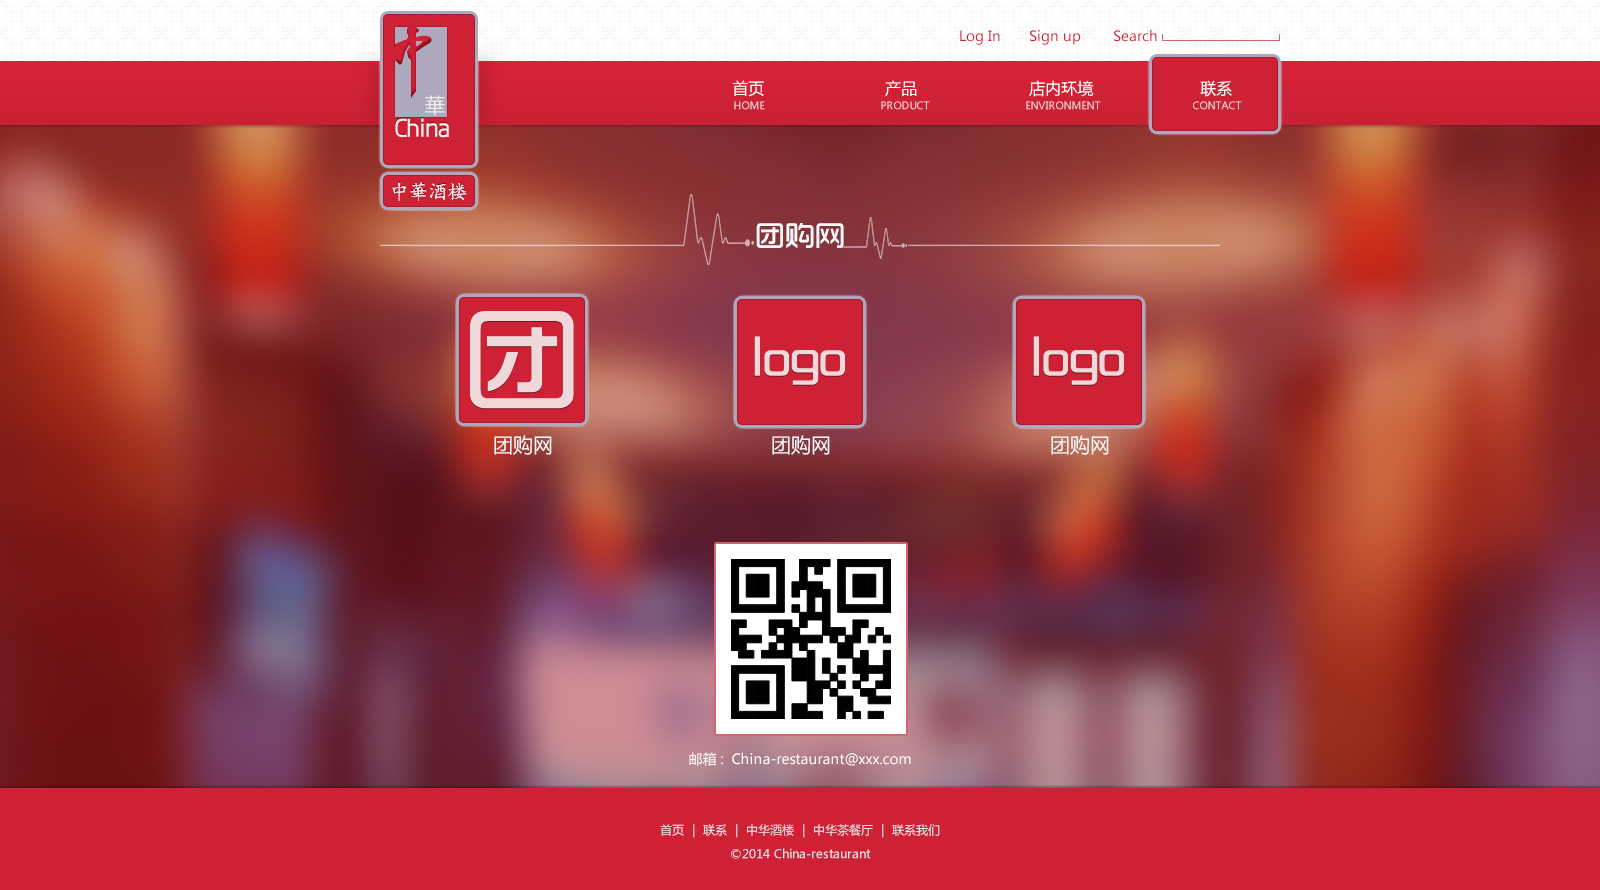 Log In Sign up Search
中
華
China
中華酒楼
首页 产品 店内环境 联系
HOME PRODUCT ENVIRONMENT CONTACT
团购网
团 logo logo
团购网 团购网 团购网
邮箱：China-restaurant@xxx.com
首页 | 联系 | 中华酒楼 | 中华茶餐厅 | 联系我们
©2014 China-restaurant